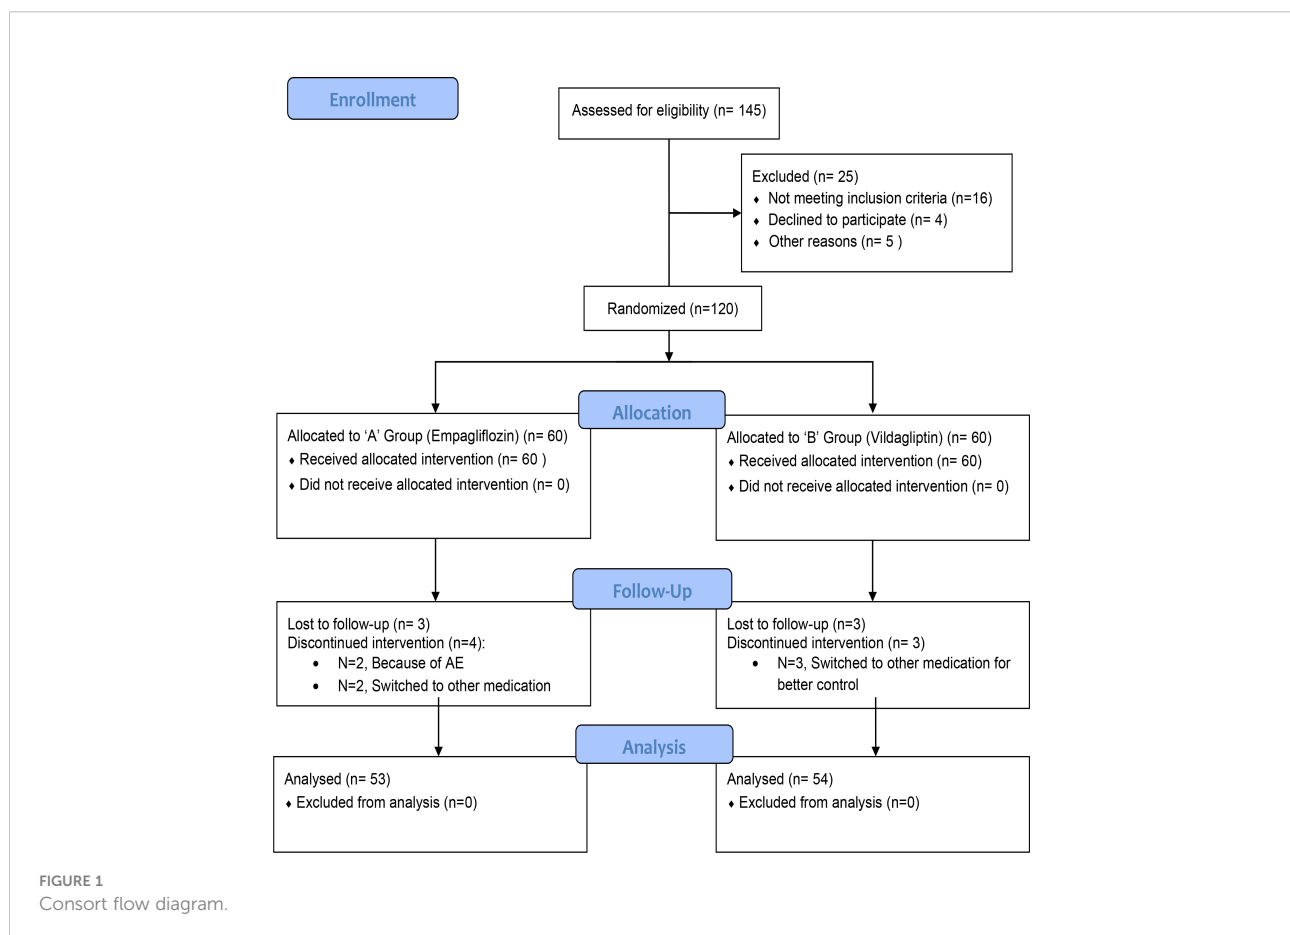 Enrollment
Assessed for eligibility (n= 145)
Excluded (n= 25)
♦ Not meeting inclusion criteria (n=16)
♦ Declined to participate (n= 4)
♦ Other reasons (n= 5 )
Randomized (n=120)
Allocation
Allocated to ‘A’ Group (Empagliflozin) (n= 60)
♦ Received allocated intervention (n= 60 )
♦ Did not receive allocated intervention (n= 0)
Allocated to ‘B’ Group (Vildagliptin) (n= 60)
♦ Received allocated intervention (n= 60)
♦ Did not receive allocated intervention (n= 0)
Follow-Up
Lost to follow-up (n= 3)
Discontinued intervention (n=4):
• N=2, Because of AE
• N=2, Switched to other medication
Lost to follow-up (n=3)
Discontinued intervention (n= 3)
• N=3, Switched to other medication for
better control
Analysis
Analysed (n= 53)
♦ Excluded from analysis (n=0)
Analysed (n= 54)
♦ Excluded from analysis (n=0)
FIGURE 1
Consort flow diagram.